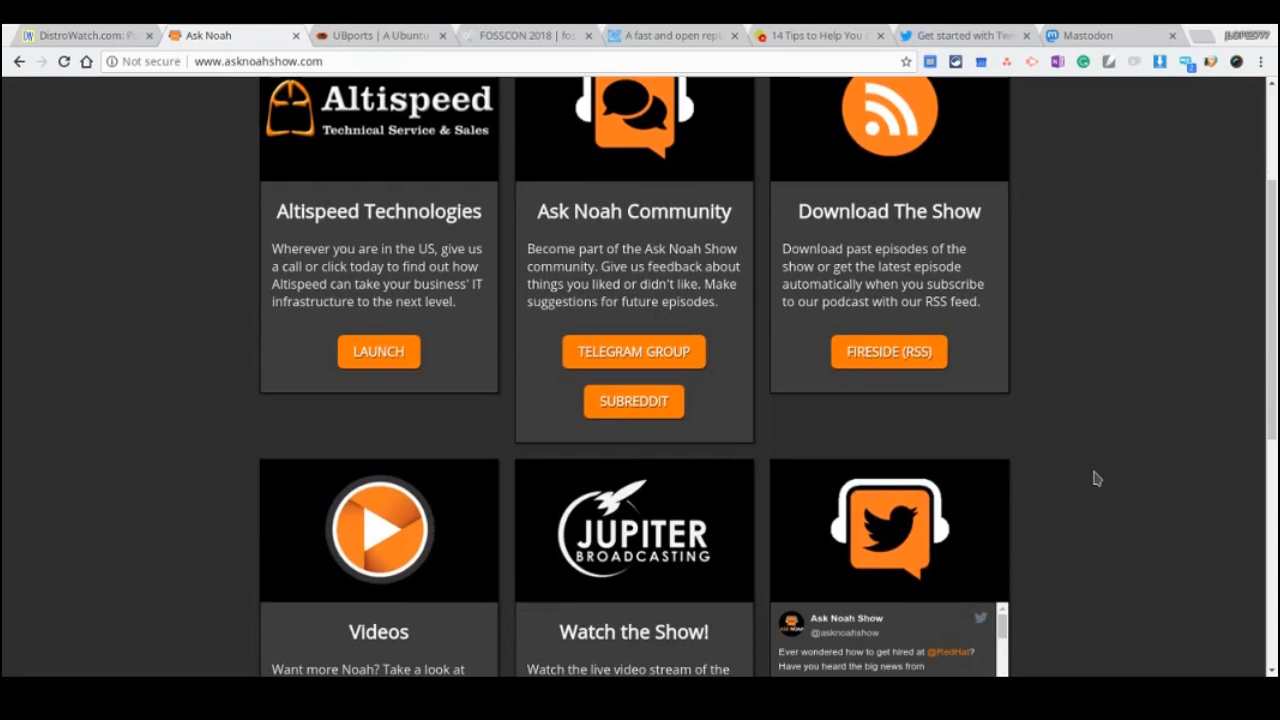 DistroWatch.com: Pu
Ask Noah
UBports | A Ubuntu
FOSSCON 2018 | fos
A fast and open repl
14 Tips to Help You
Get started with Twe
Mastodon
JLOPEZ777
Not secure
www.asknoahshow.com
Altispeed
Technical Service & Sales
Altispeed Technologies
Wherever you are in the US, give us
a call or click today to find out how
Altispeed can take your business' IT
infrastructure to the next level.
LAUNCH
Ask Noah Community
Become part of the Ask Noah Show
community. Give us feedback about
things you liked or didn't like. Make
suggestions for future episodes.
TELEGRAM GROUP
SUBREDDIT
Download The Show
Download past episodes of the
show or get the latest episode
automatically when you subscribe
to our podcast with our RSS feed.
FIRESIDE (RSS)
Videos
Want more Noah? Take a look at
JUPITER
BROADCASTING
Watch the Show!
Watch the live video stream of the
Ask Noah Show
@asknoahshow
Ever wondered how to get hired at @RedHat?
Have you heard the big news from